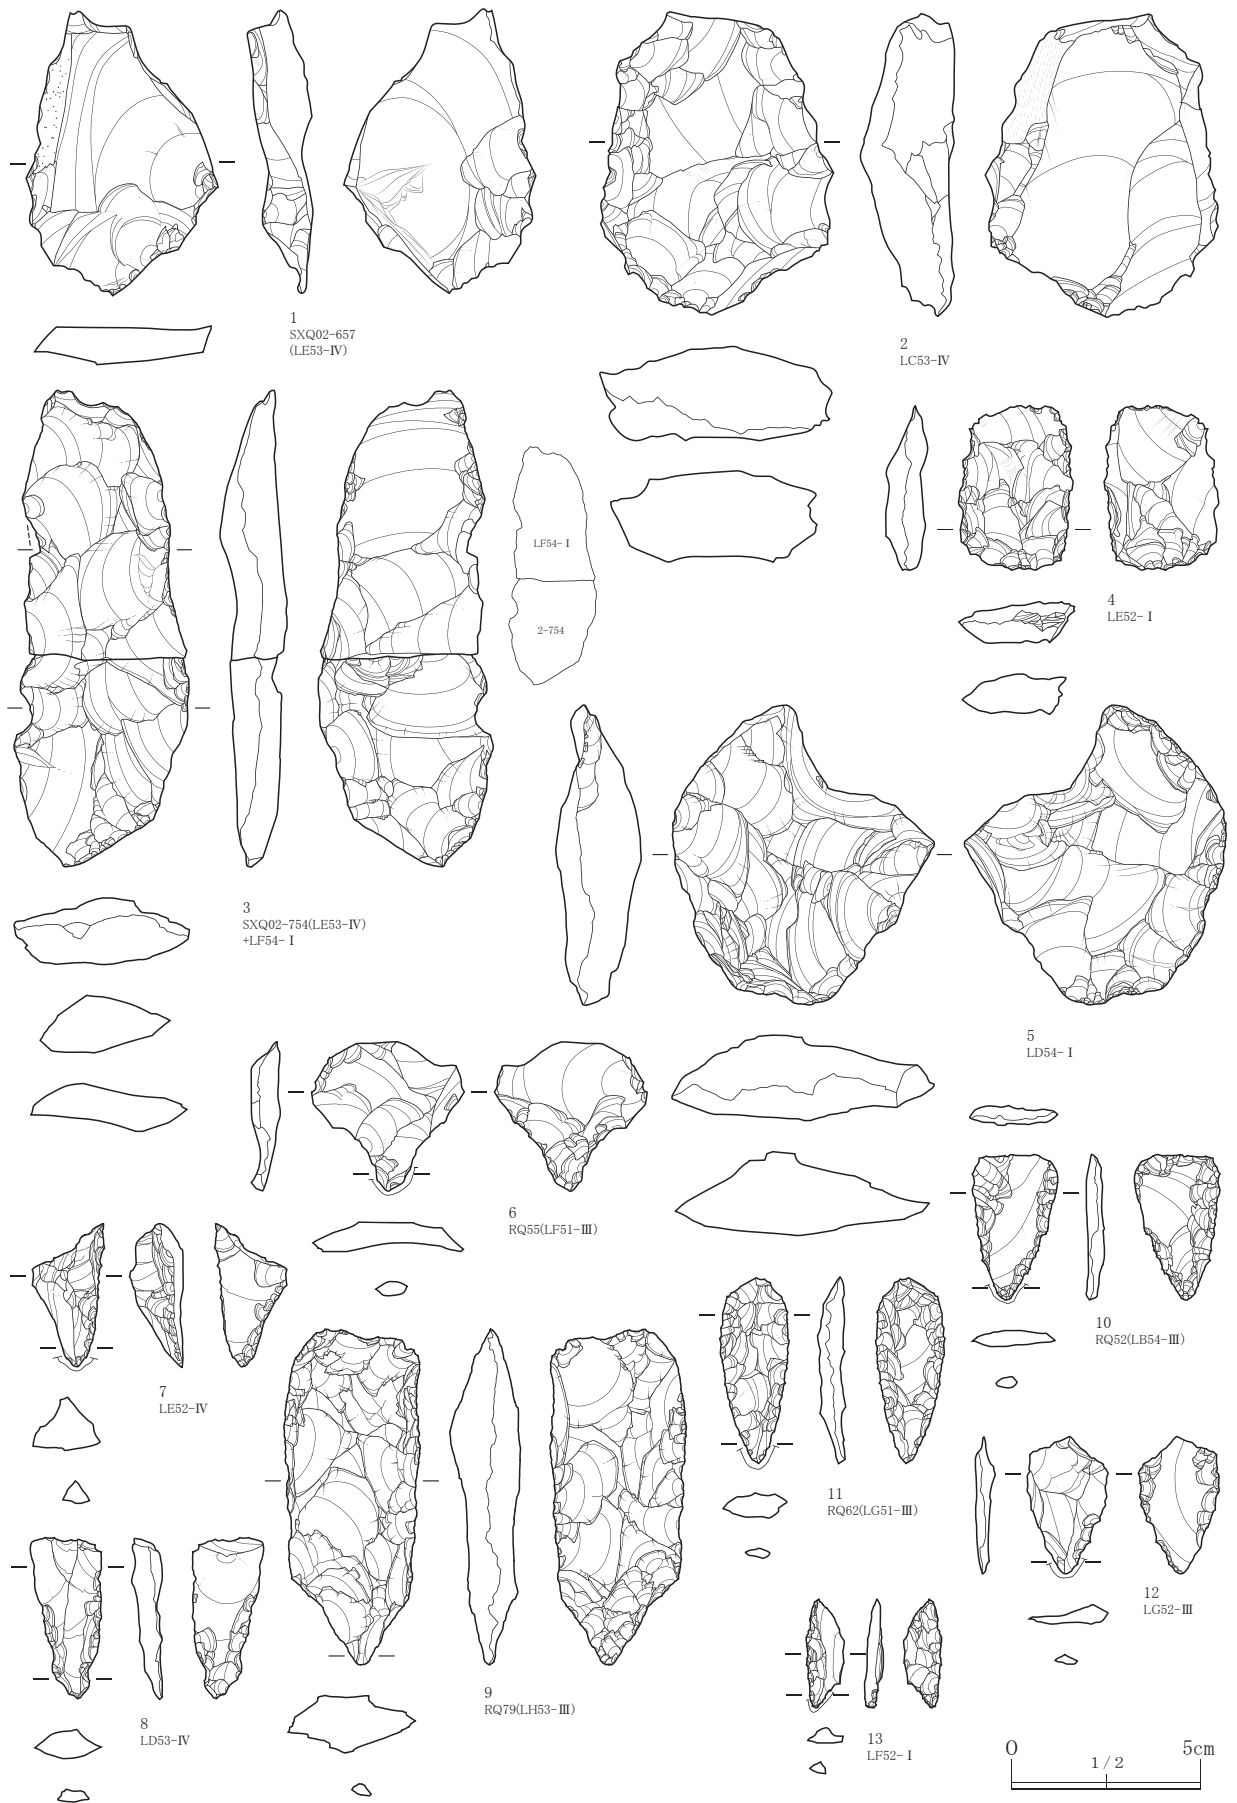 1
SXQ02-657
(LE53-Ⅳ)
2
LC53-Ⅳ
LF54-Ⅰ
2-754
4
LE52-Ⅰ
3
SXQ02-754(LE53-Ⅳ)
+LF54-Ⅰ
5
LD54-Ⅰ
6
RQ55(LF51-Ⅲ)
10
RQ52(LB54-Ⅲ)
7
LE52-Ⅳ
11
RQ62(LG51-Ⅲ)
12
LG52-Ⅲ
9
RQ79(LH53-Ⅲ)
8
LD53-Ⅳ
13
LF52-Ⅰ
0 5cm
1/2